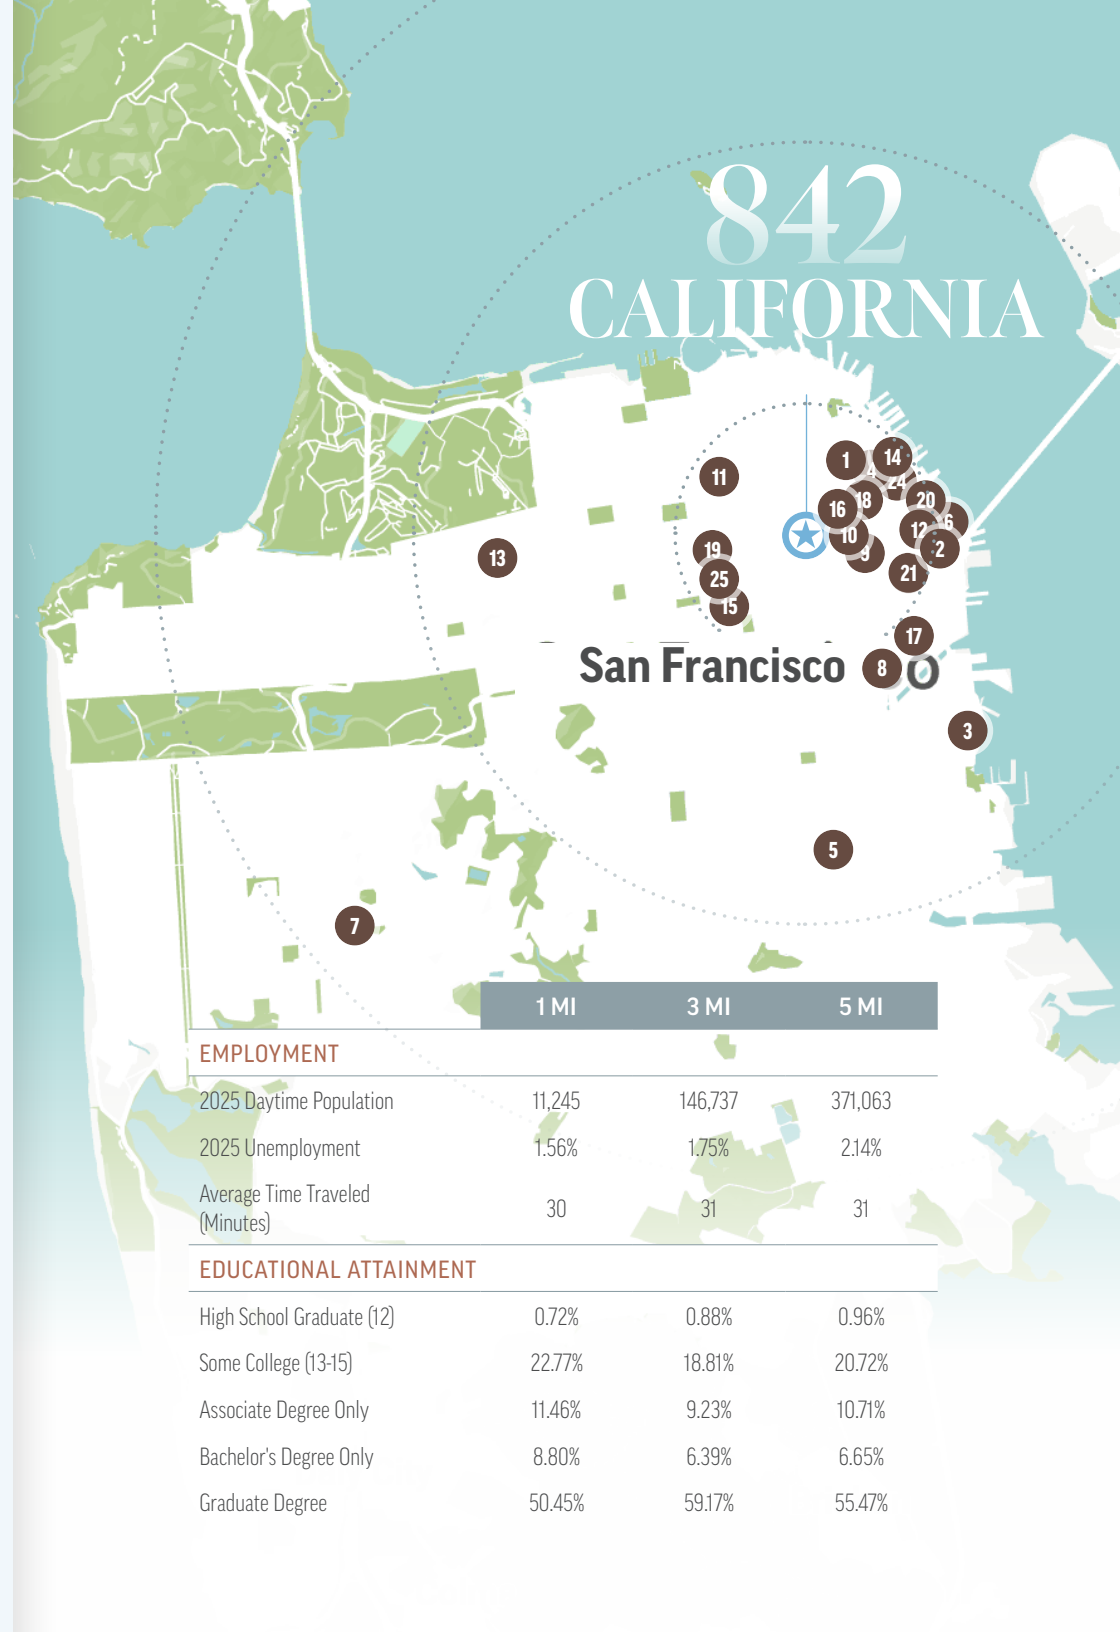 842
CALIFORNIA
1
14
4
24
11
18
20
16
6
12
10
2
9
19
13
21
25
15
17
San Francisco
8
o
3
5
7
1 MI 3 MI 5 MI
EMPLOYMENT
2025 Daytime Population 11,245 146,737 371,063
2025 Unemployment 1.56% 1.75% 2.14%
Average Time Traveled
(Minutes) 30 31 31
EDUCATIONAL ATTAINMENT
High School Graduate (12) 0.72% 0.88% 0.96%
Some College (13-15) 22.77% 18.81% 20.72%
Associate Degree Only 11.46% 9.23% 10.71%
Bachelor's Degree Only 8.80% 6.39% 6.65%
Graduate Degree 50.45% 59.17% 55.47%